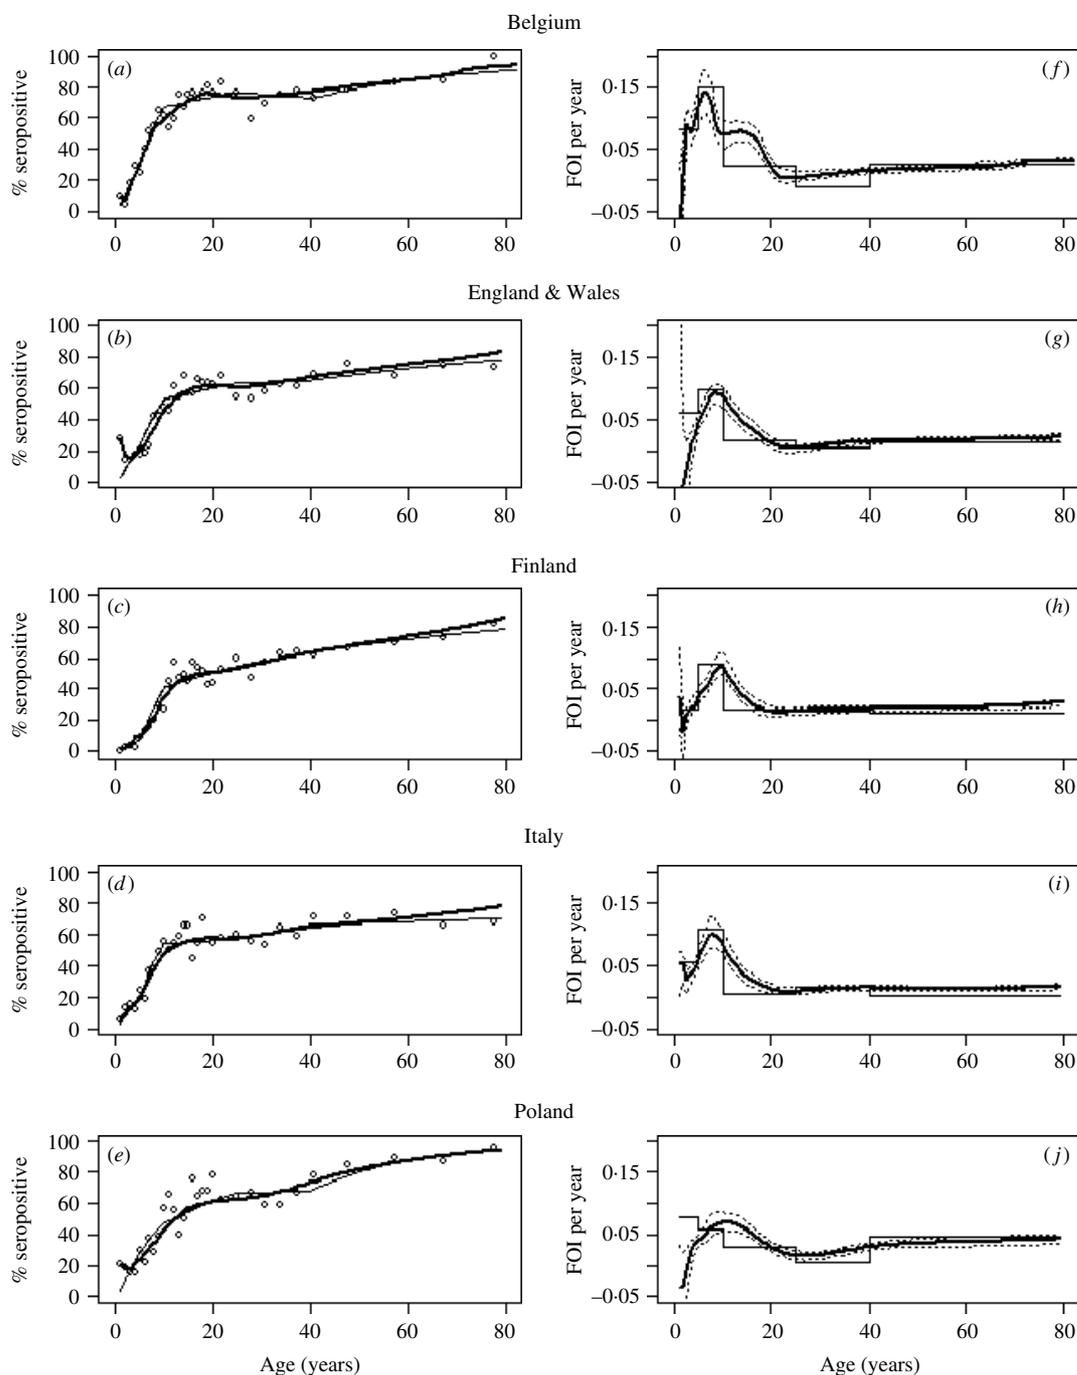 Belgium
(a)
100
80
60
40
20
0
% seropositive
0 20 40 60 80
(f)
0·15
0·05
–0·05
FOI per year
0 20 40 60 80
England & Wales
(b)
100
80
60
40
20
0
% seropositive
0 20 40 60 80
(g)
0·15
0·05
–0·05
FOI per year
0 20 40 60 80
Finland
(c)
100
80
60
40
20
0
% seropositive
0 20 40 60 80
(h)
0·15
0·05
–0·05
FOI per year
0 20 40 60 80
Italy
(d)
100
80
60
40
20
0
% seropositive
0 20 40 60 80
(i)
0·15
0·05
–0·05
FOI per year
0 20 40 60 80
Poland
(e)
100
80
60
40
20
0
% seropositive
0 20 40 60 80
Age (years)
(j)
0·15
0·05
–0·05
FOI per year
0 20 40 60 80
Age (years)